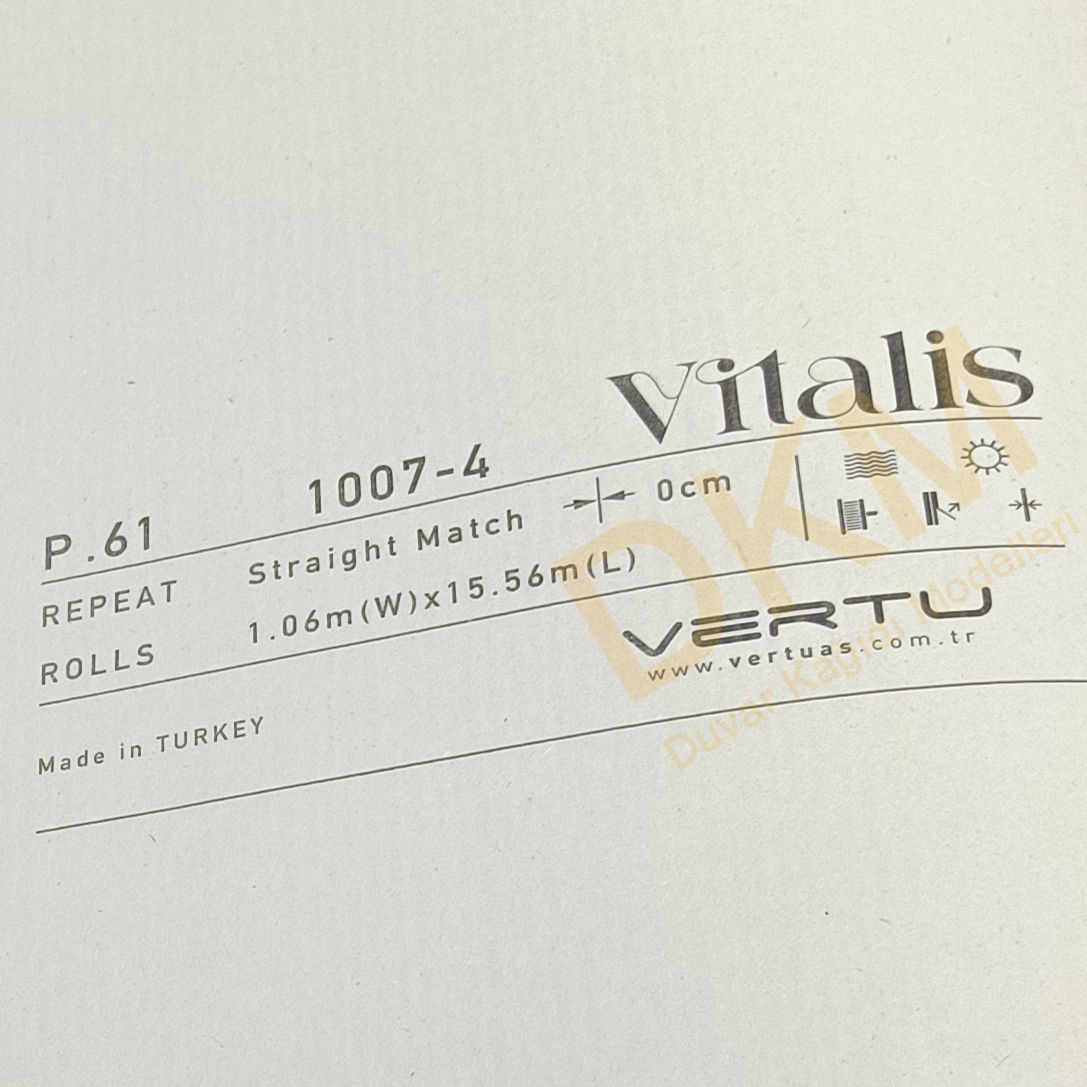 Vitalis
P.61 1007-4
REPEAT Straight Match 0cm
ROLLS 1.06m(W)x15.56m(L)
VERTU
www.vertuas.com.tr
Made in TURKEY
DKM
Duvar Kağıdı Modelleri